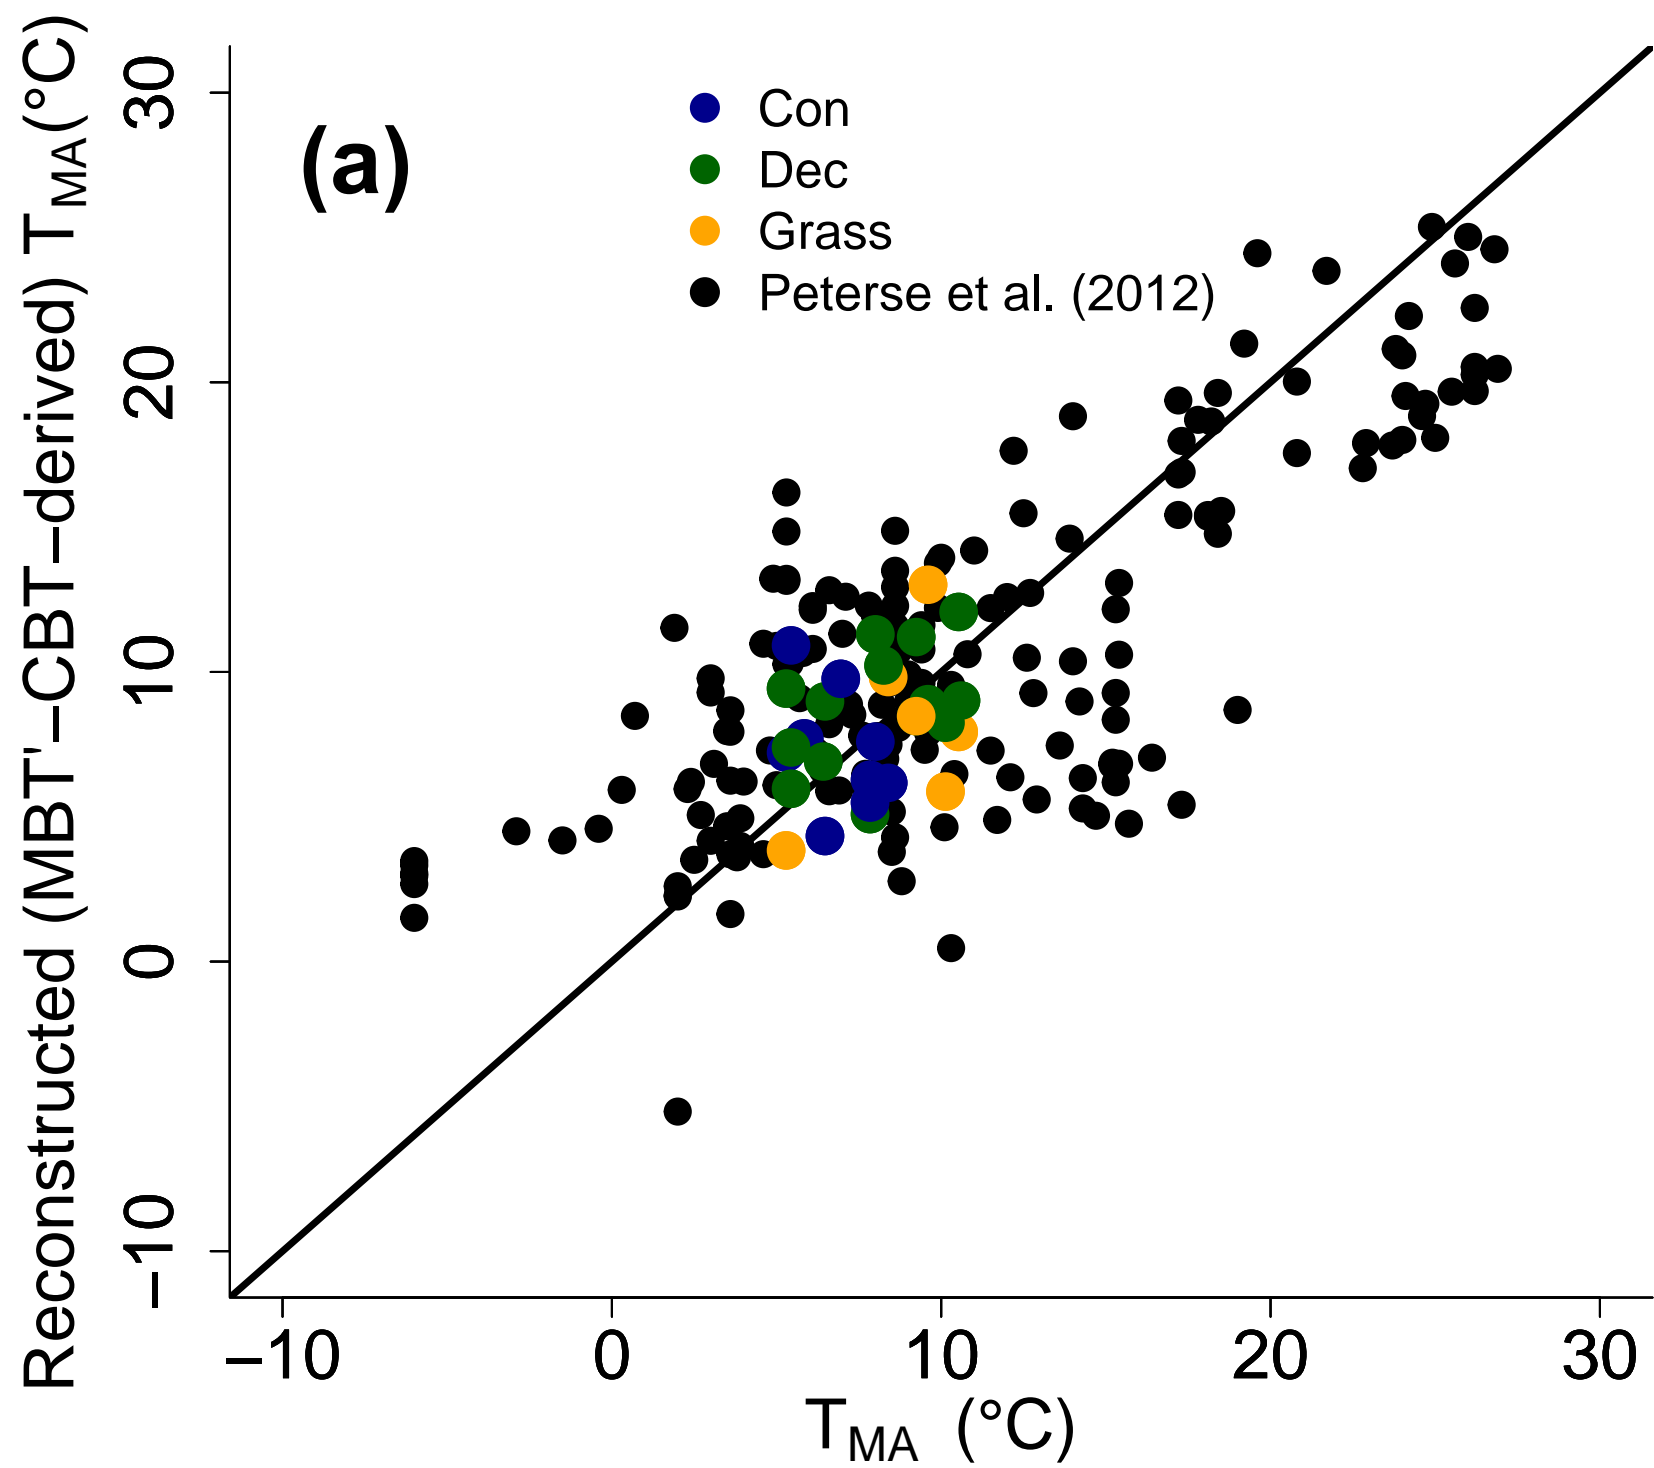 Reconstructed (MBT'−CBT−derived) TMA(°C)
30
20
10
0
−10
(a)
Con
Dec
Grass
Peterse et al. (2012)
−10 0 10 20 30
TMA (°C)